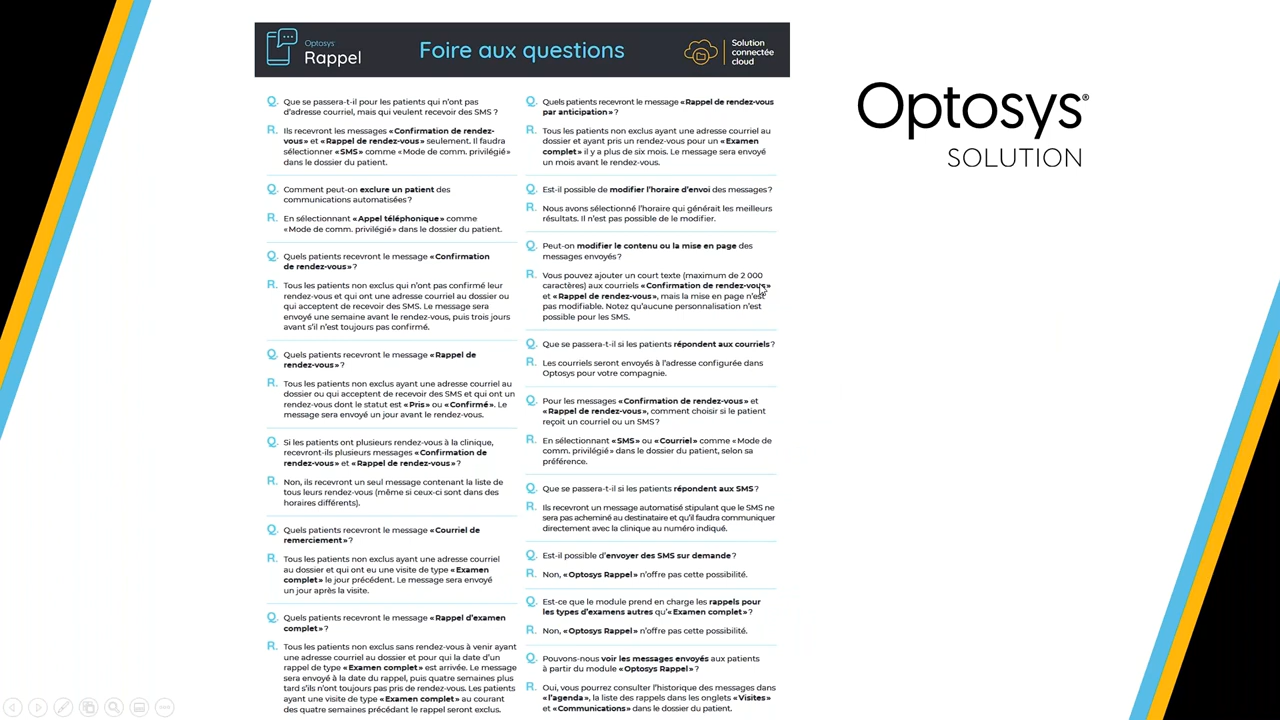 Optosys
Rappel
Foire aux questions
Solution
connectée
cloud
Q. Que se passera-t-il pour les patients qui n'ont pas
d'adresse courriel, mais qui veulent recevoir des SMS ?
R. Ils recevront les messages «Confirmation de rendez-
vous» et «Rappel de rendez-vous» seulement. Il faudra
sélectionner «SMS» comme «Mode de comm. privilégié»
dans le dossier du patient.
Q. Comment peut-on exclure un patient des
communications automatisées?
R. En sélectionnant «Appel téléphonique» comme
«Mode de comm. privilégié» dans le dossier du patient.
Q. Quels patients recevront le message «Confirmation
de rendez-vous»?
R. Tous les patients non exclus qui n'ont pas confirmé leur
rendez-vous et qui ont une adresse courriel au dossier ou
qui acceptent de recevoir des SMS. Le message sera
envoyé une semaine avant le rendez-vous, puis trois jours
avant s'il n'est toujours pas confirmé.
Q. Quels patients recevront le message «Rappel de
rendez-vous»?
R. Tous les patients non exclus ayant une adresse courriel au
dossier ou qui acceptent de recevoir des SMS et qui ont un
rendez-vous dont le statut est «Pris» ou «Confirmé». Le
message sera envoyé un jour avant le rendez-vous.
Q. Si les patients ont plusieurs rendez-vous à la clinique,
recevront-ils plusieurs messages «Confirmation de
rendez-vous» et «Rappel de rendez-vous»?
R. Non, ils recevront un seul message contenant la liste de
tous leurs rendez-vous (même si ceux-ci sont dans des
horaires différents).
Q. Quels patients recevront le message «Courriel de
remerciement»?
R. Tous les patients non exclus ayant une adresse courriel
au dossier et qui ont eu une visite de type «Examen
complet» le jour précédent. Le message sera envoyé
un jour après la visite.
Q. Quels patients recevront le message «Rappel d'examen
complet»?
R. Tous les patients non exclus sans rendez-vous à venir ayant
une adresse courriel au dossier et pour qui la date d'un
rappel de type «Examen complet» est arrivée. Le message
sera envoyé à la date du rappel, puis quatre semaines plus
tard s'ils n'ont toujours pas pris de rendez-vous. Les patients
ayant une visite de type «Examen complet» au courant
des quatre semaines précédant le rappel seront exclus.
Q. Quels patients recevront le message «Rappel de rendez-vous
par anticipation»?
R. Tous les patients non exclus ayant une adresse courriel au
dossier et ayant pris un rendez-vous pour un «Examen
complet» il y a plus de six mois. Le message sera envoyé
un mois avant le rendez-vous.
Q. Est-il possible de modifier l'horaire d'envoi des messages?
R. Nous avons sélectionné l'horaire qui générait les meilleurs
résultats. Il n'est pas possible de le modifier.
Q. Peut-on modifier le contenu ou la mise en page des
messages envoyés?
R. Vous pouvez ajouter un court texte (maximum de 2 000
caractères) aux courriels «Confirmation de rendez-vous»
et «Rappel de rendez-vous», mais la mise en page n'est
pas modifiable. Notez qu'aucune personnalisation n'est
possible pour les SMS.
Q. Que se passera-t-il si les patients répondent aux courriels?
R. Les courriels seront envoyés à l'adresse configurée dans
Optosys pour votre compagnie.
Q. Pour les messages «Confirmation de rendez-vous» et
«Rappel de rendez-vous», comment choisir si le patient
reçoit un courriel ou un SMS?
R. En sélectionnant «SMS» ou «Courriel» comme «Mode de
comm. privilégié» dans le dossier du patient, selon sa
préférence.
Q. Que se passera-t-il si les patients répondent aux SMS?
R. Ils recevront un message automatisé stipulant que le SMS ne
sera pas acheminé au destinataire et qu'il faudra communiquer
directement avec la clinique au numéro indiqué.
Q. Est-il possible d'envoyer des SMS sur demande?
R. Non, «Optosys Rappel» n'offre pas cette possibilité.
Q. Est-ce que le module prend en charge les rappels pour
les types d'examens autres qu'«Examen complet»?
R. Non, «Optosys Rappel» n'offre pas cette possibilité.
Q. Pouvons-nous voir les messages envoyés aux patients
à partir du module «Optosys Rappel»?
R. Oui, vous pourrez consulter l'historique des messages dans
«l'agenda», la liste des rappels dans les onglets «Visites»
et «Communications» dans le dossier du patient.
Optosys®
SOLUTION